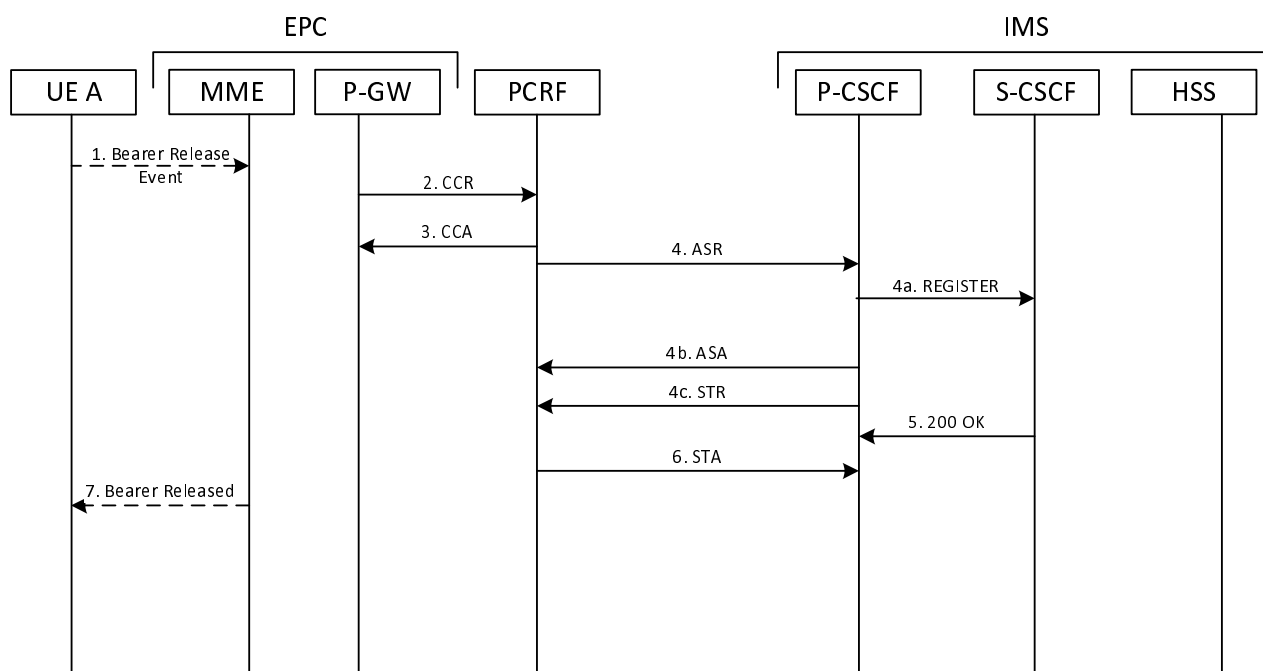 EPC
IMS
UE A
MME
P-GW
PCRF
P-CSCF
S-CSCF
HSS
1. Bearer Release
Event
2. CCR
3. CCA
4. ASR
4a. REGISTER
4b. ASA
4c. STR
5. 200 OK
6. STA
7. Bearer Released